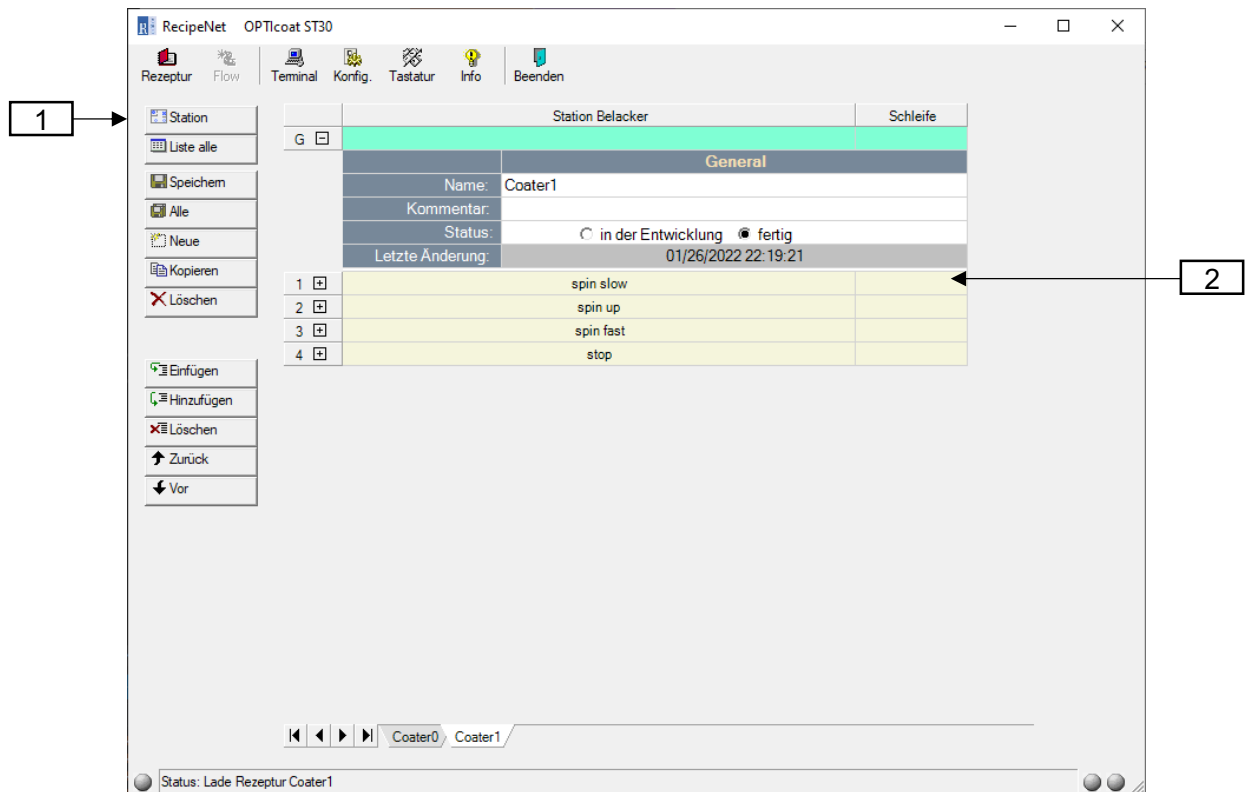 RecipeNet OPTIcoat ST30
Rezeptur Flow Terminal Konfig. Tastatur Info Beenden
1
Station
Liste alle
Speichern
Alle
Neue
Kopieren
Löschen
Einfügen
Hinzufügen
Löschen
Zurück
Vor
Station Belacker Schleife
G
General
Name: Coater1
Kommentar:
Status: in der Entwicklung fertig
Letzte Änderung: 01/26/2022 22:19:21
1 spin slow
2 spin up
3 spin fast
4 stop
2
Coater0 Coater1
Status: Lade Rezeptur Coater1